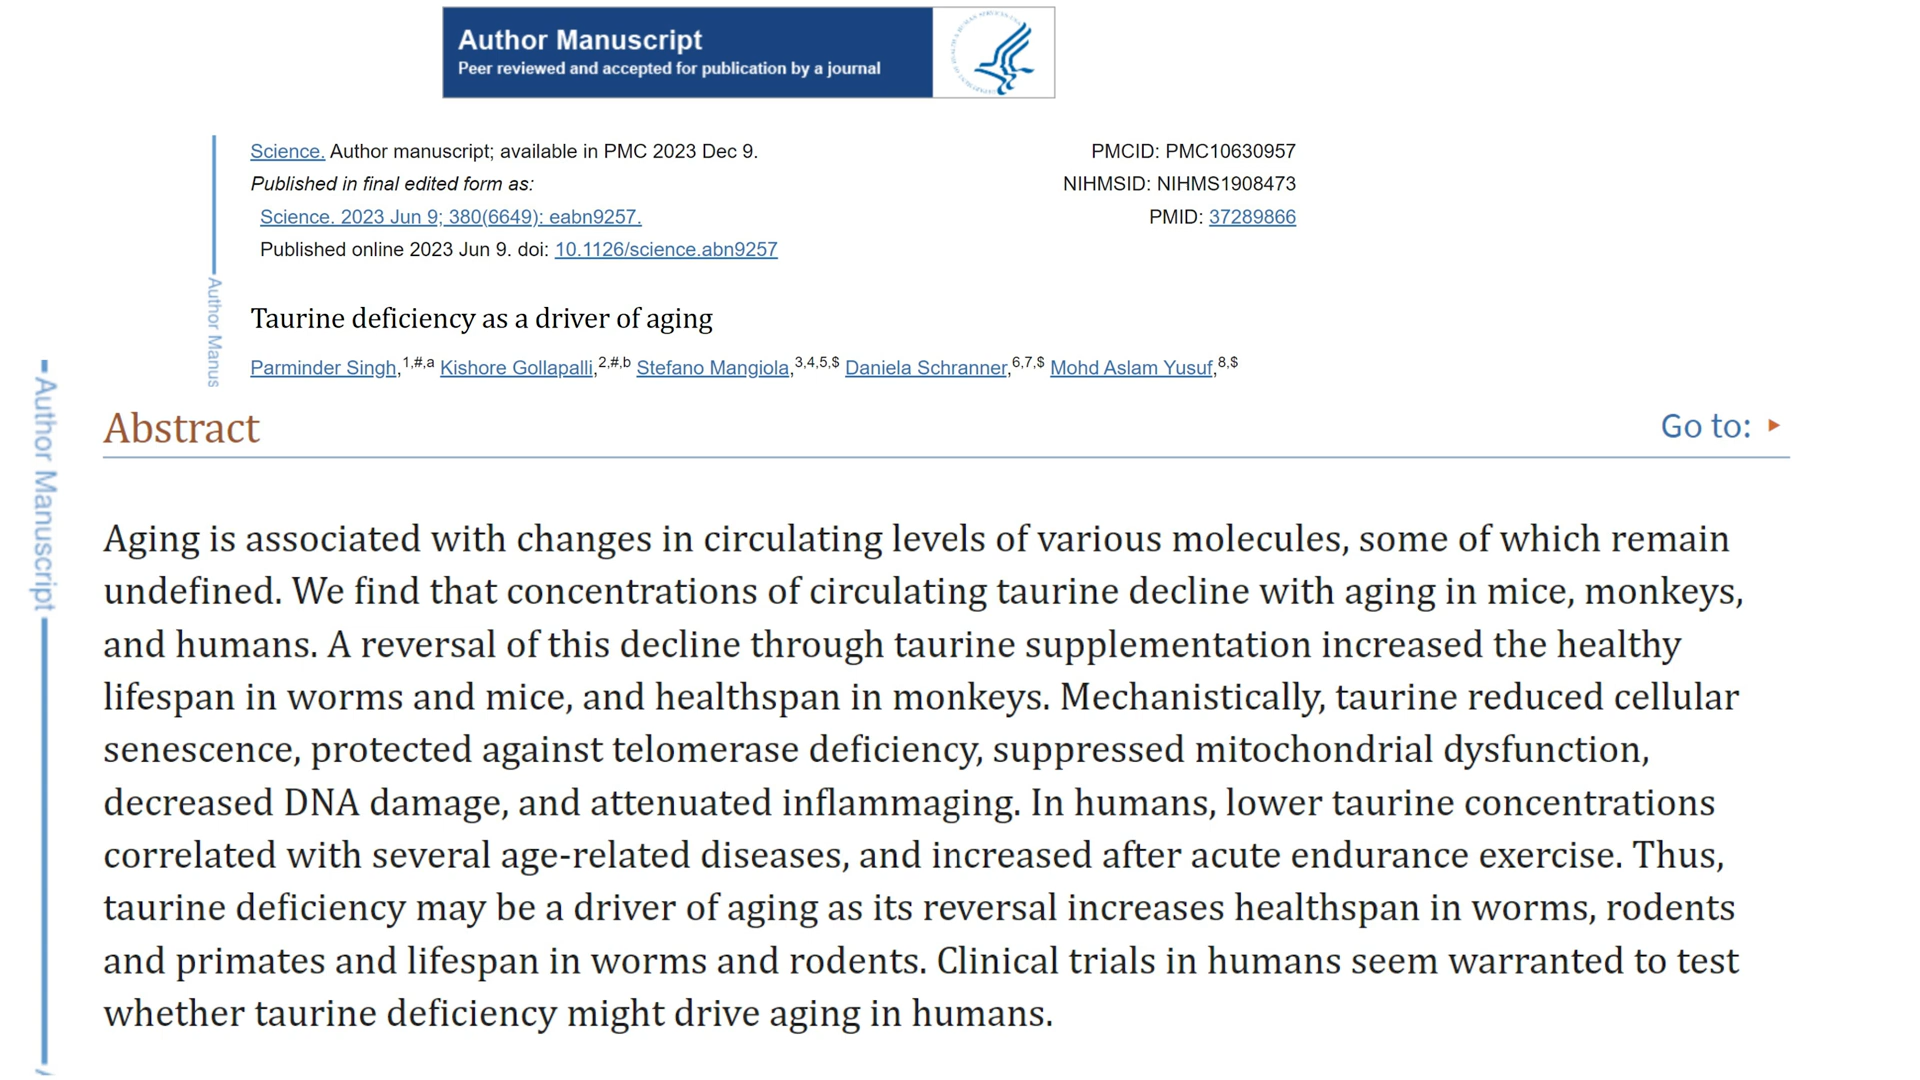 Author Manuscript
Peer reviewed and accepted for publication by a journal
Science. Author manuscript; available in PMC 2023 Dec 9.
Published in final edited form as:
Science. 2023 Jun 9; 380(6649): eabn9257.
Published online 2023 Jun 9. doi: 10.1126/science.abn9257
PMCID: PMC10630957
NIHMSID: NIHMS1908473
PMID: 37289866
Author Manus
Taurine deficiency as a driver of aging
Parminder Singh,1,#,a Kishore Gollapalli,2,#,b Stefano Mangiola,3,4,5,$ Daniela Schranner,6,7,$ Mohd Aslam Yusuf,8,$
Author Manuscript
Abstract
Go to:
Aging is associated with changes in circulating levels of various molecules, some of which remain
undefined. We find that concentrations of circulating taurine decline with aging in mice, monkeys,
and humans. A reversal of this decline through taurine supplementation increased the healthy
lifespan in worms and mice, and healthspan in monkeys. Mechanistically, taurine reduced cellular
senescence, protected against telomerase deficiency, suppressed mitochondrial dysfunction,
decreased DNA damage, and attenuated inflammaging. In humans, lower taurine concentrations
correlated with several age-related diseases, and increased after acute endurance exercise. Thus,
taurine deficiency may be a driver of aging as its reversal increases healthspan in worms, rodents
and primates and lifespan in worms and rodents. Clinical trials in humans seem warranted to test
whether taurine deficiency might drive aging in humans.